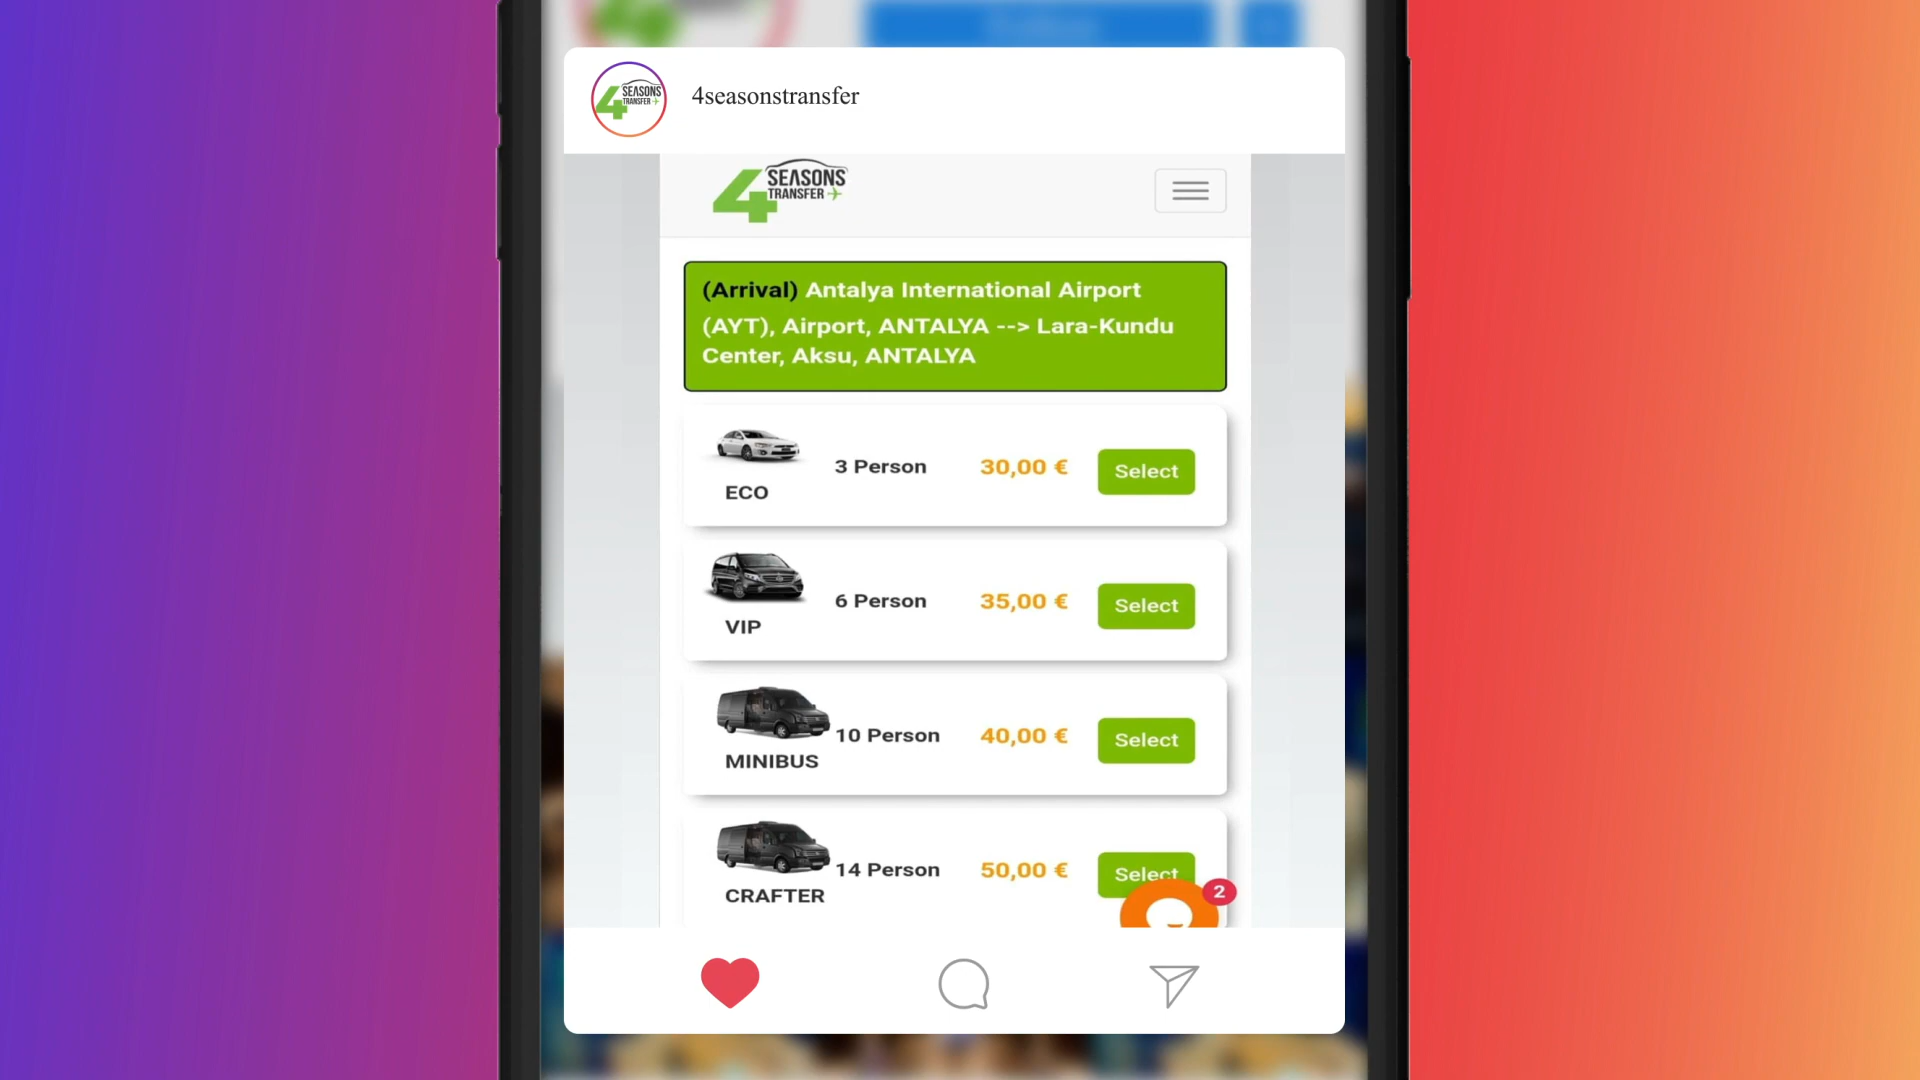 4 SEASONS
TRANSFER
4seasonstransfer
4 SEASONS
TRANSFER
(Arrival) Antalya International Airport
(AYT), Airport, ANTALYA --> Lara-Kundu
Center, Aksu, ANTALYA
3 Person 30,00 € Select
ECO
6 Person 35,00 € Select
VIP
10 Person 40,00 € Select
MINIBUS
14 Person 50,00 € Select
CRAFTER
2